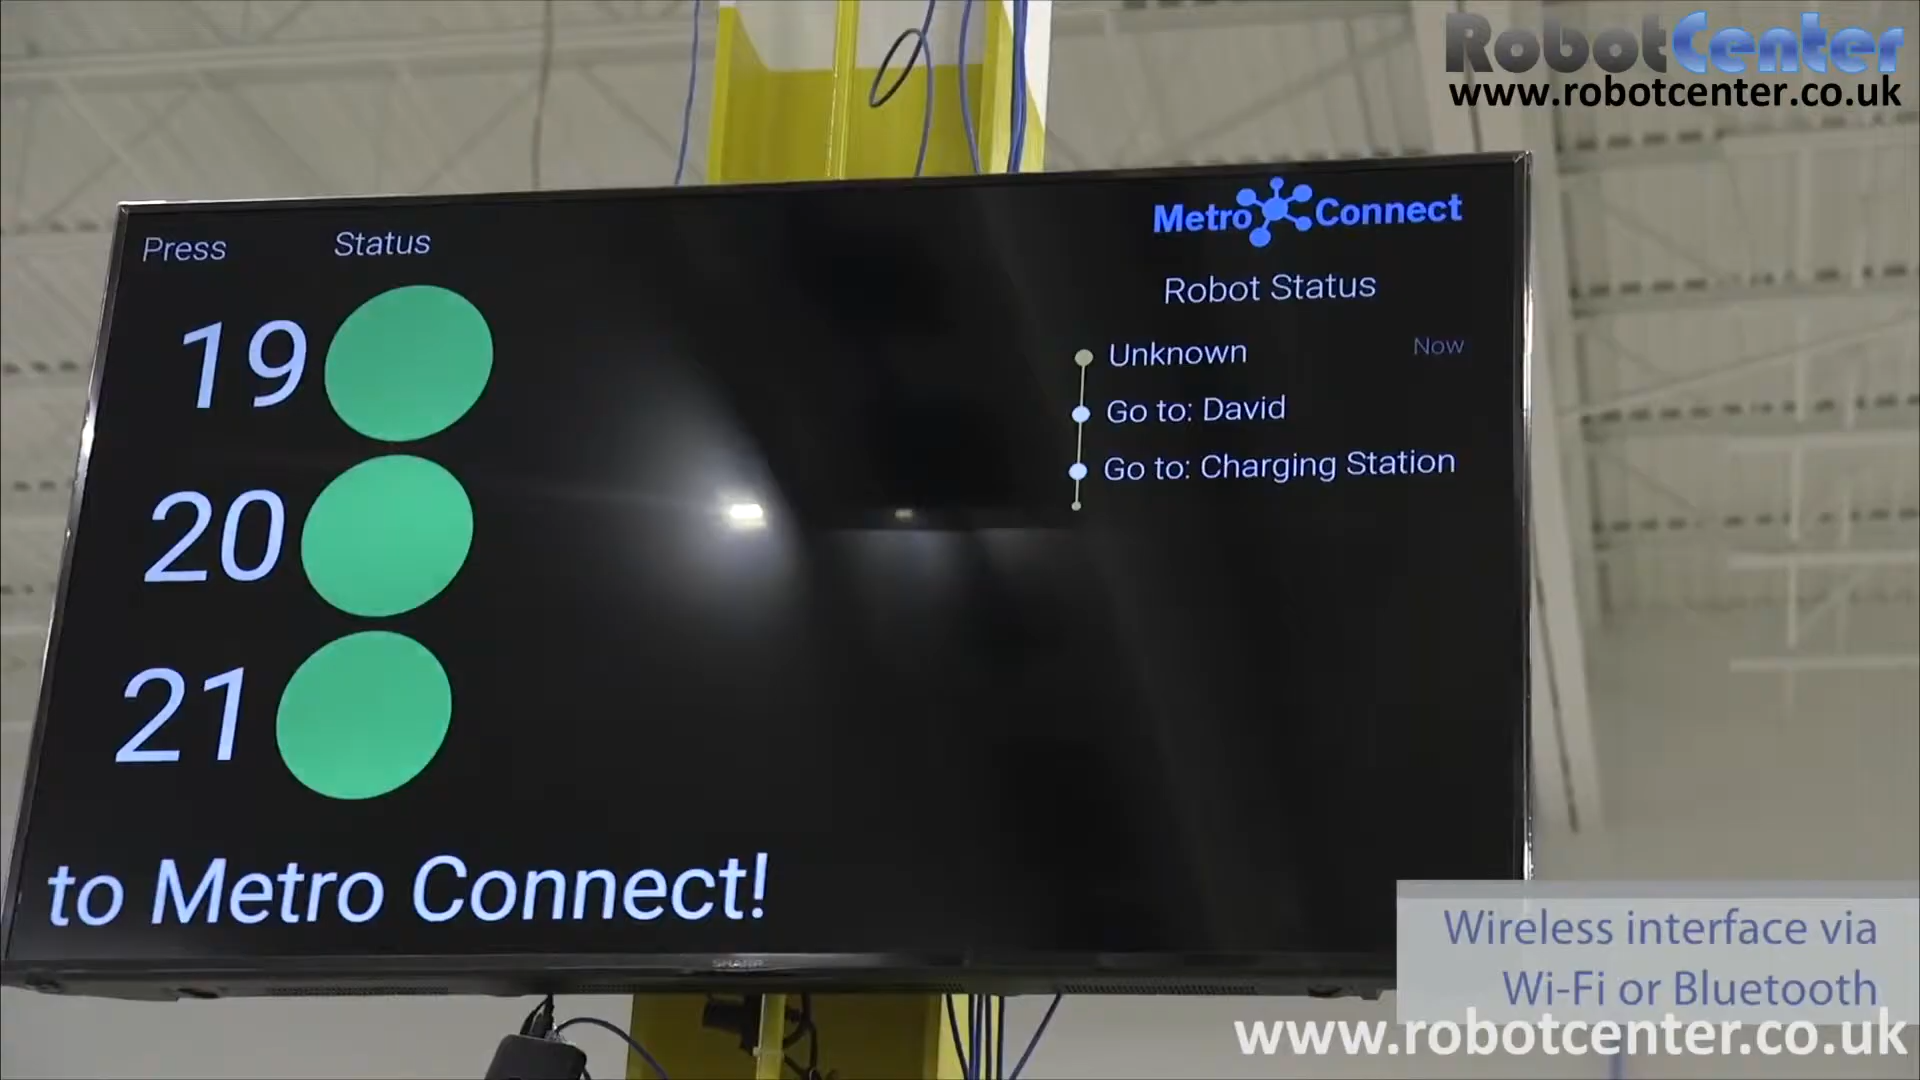 RobotCenter
www.robotcenter.co.uk
Metro Connect
Press Status
Robot Status
19
Unknown Now
Go to: David
Go to: Charging Station
20
21
to Metro Connect!
SHARP
Wireless interface via
Wi-Fi or Bluetooth
www.robotcenter.co.uk